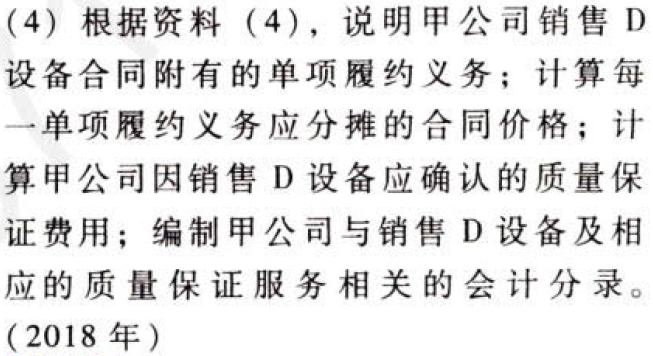 (4) 根据资料 (4)，说明甲公司销售 D
设备合同附有的单项履约义务；计算每
一单项履约义务应分摊的合同价格；计
算甲公司因销售 D 设备应确认的质量保
证费用；编制甲公司与销售 D 设备及相
应的质量保证服务相关的会计分录。
(2018 年)